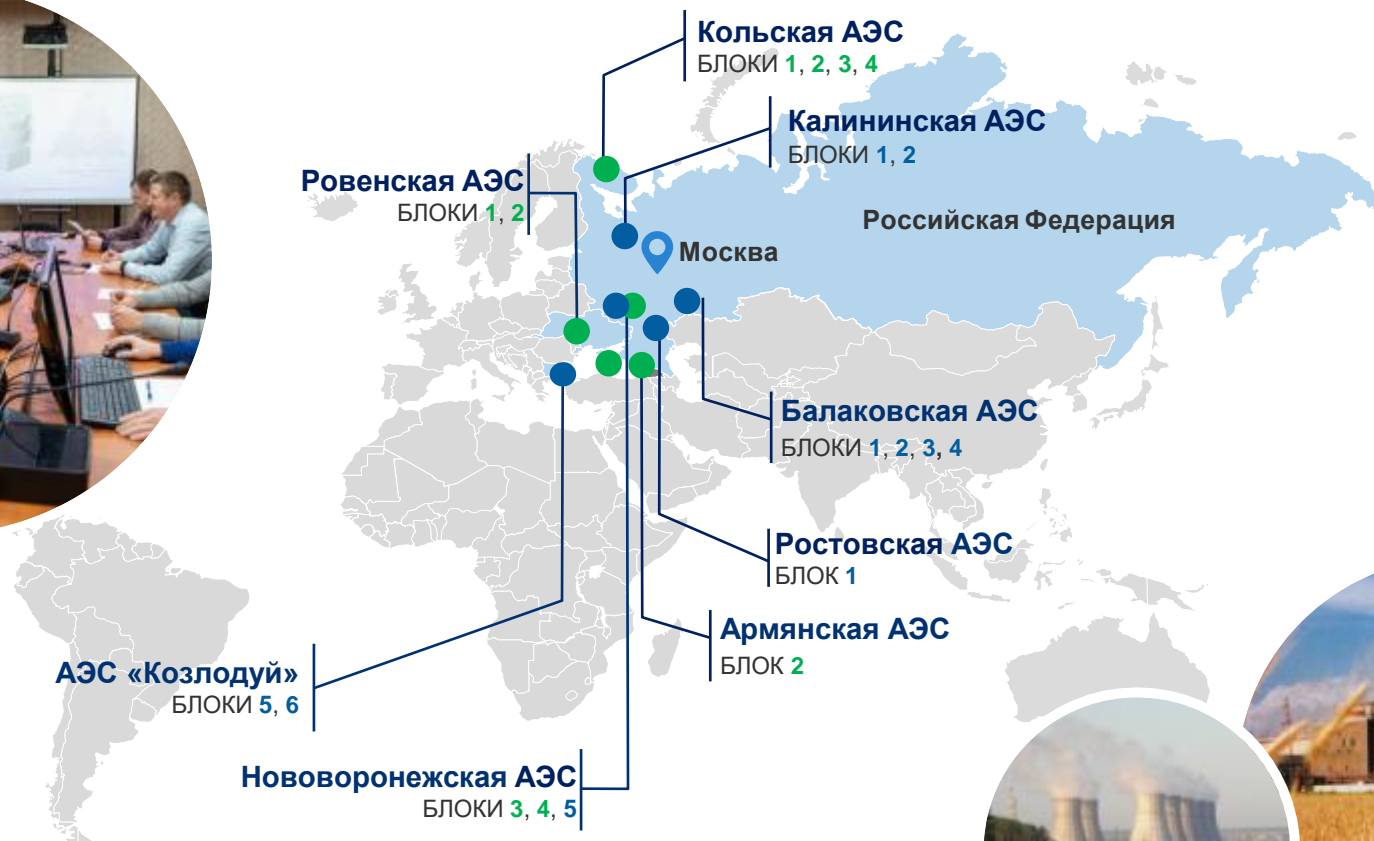 Кольская АЭС
БЛОКИ 1, 2, 3, 4
Калининская АЭС
БЛОКИ 1, 2
Ровенская АЭС
БЛОКИ 1, 2
Российская Федерация
Москва
Балаковская АЭС
БЛОКИ 1, 2, 3, 4
Ростовская АЭС
БЛОК 1
Армянская АЭС
БЛОК 2
АЭС «Козлодуй»
БЛОКИ 5, 6
Нововоронежская АЭС
БЛОКИ 3, 4, 5